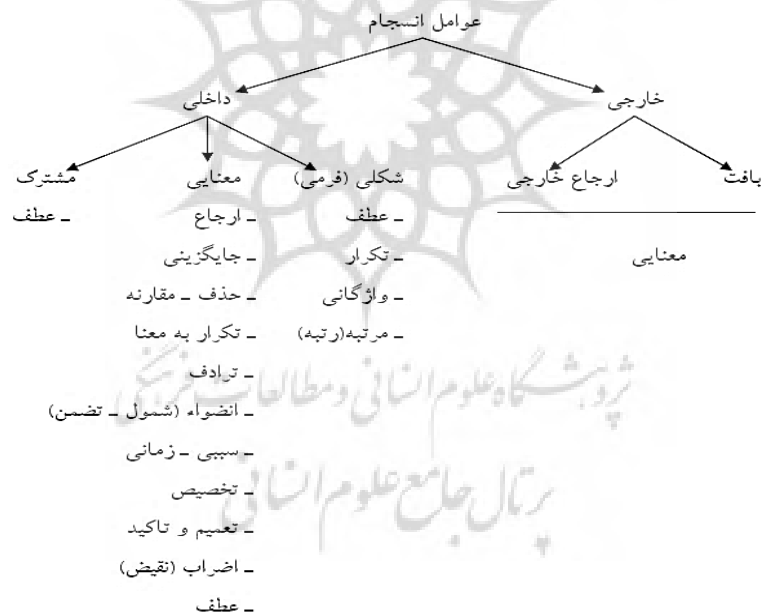 عوامل انسجام
خارجی داخلی
بافت ارجاع خارجی شکلی (فرمی) معنایی مشترک
ـ عطف ـ ارجاع ـ عطف
معنایی ـ تکرار ـ جایگزینی
ـ واژگانی ـ حذف ـ مقارنه
ـ مرتبه(رتبه) ـ تکرار به معنا
ـ ترادف
پژوهشگاه علوم انسانی و مطالعات فرهنگی
ـ انضواء (شمول ـ تضمن)
ـ سببی ـ زمانی
ـ تخصیص
پرتال جامع علوم انسانی
ـ تعمیم و تاکید
ـ اضراب (نقیض)
ـ عطف